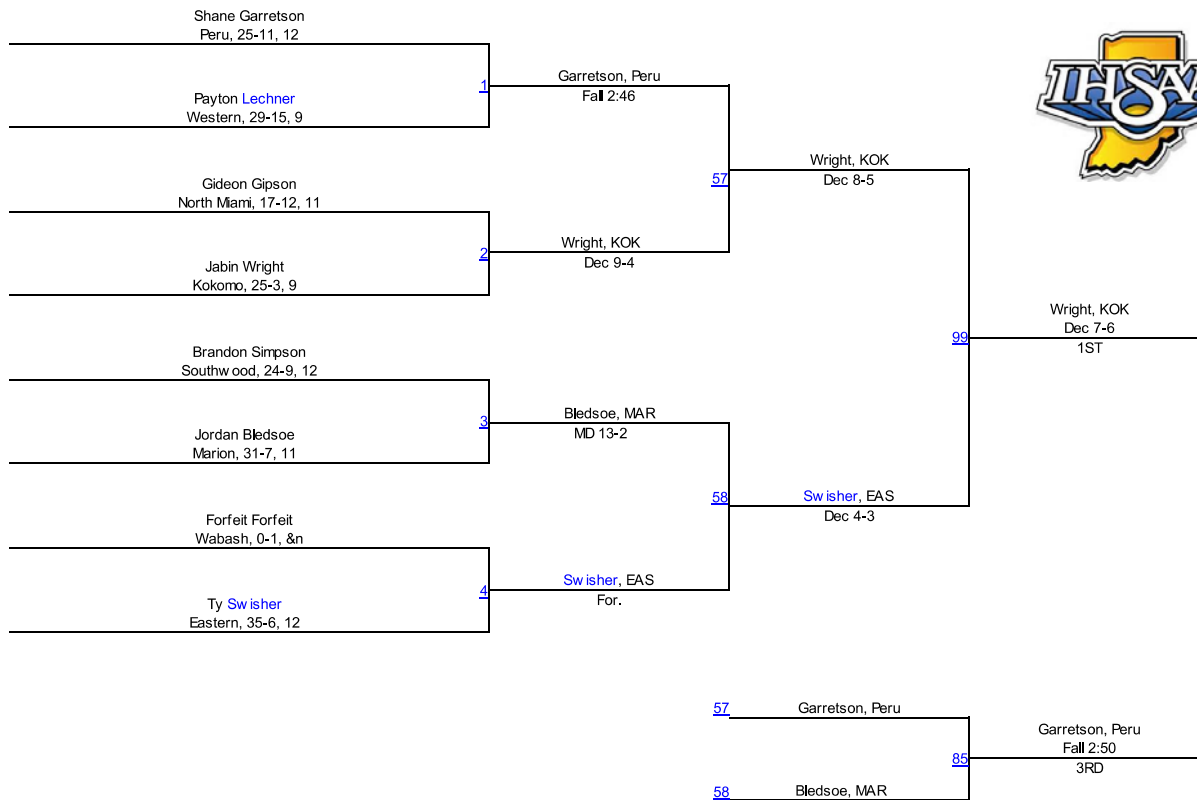 Shane Garretson
Peru, 25-11, 12
1
Payton Lechner
Western, 29-15, 9
Garretson, Peru
Fall 2:46
Gideon Gipson
North Miami, 17-12, 11
2
Jabin Wright
Kokomo, 25-3, 9
Wright, KOK
Dec 9-4
57
Wright, KOK
Dec 8-5
Brandon Simpson
Southwood, 24-9, 12
3
Jordan Bledsoe
Marion, 31-7, 11
Bledsoe, MAR
MD 13-2
Forfeit Forfeit
Wabash, 0-1, &n
4
Ty Swisher
Eastern, 35-6, 12
Swisher, EAS
For.
58
Swisher, EAS
Dec 4-3
99
Wright, KOK
Dec 7-6
1ST
57
Garretson, Peru
85
58
Bledsoe, MAR
Garretson, Peru
Fall 2:50
3RD
IHSAA